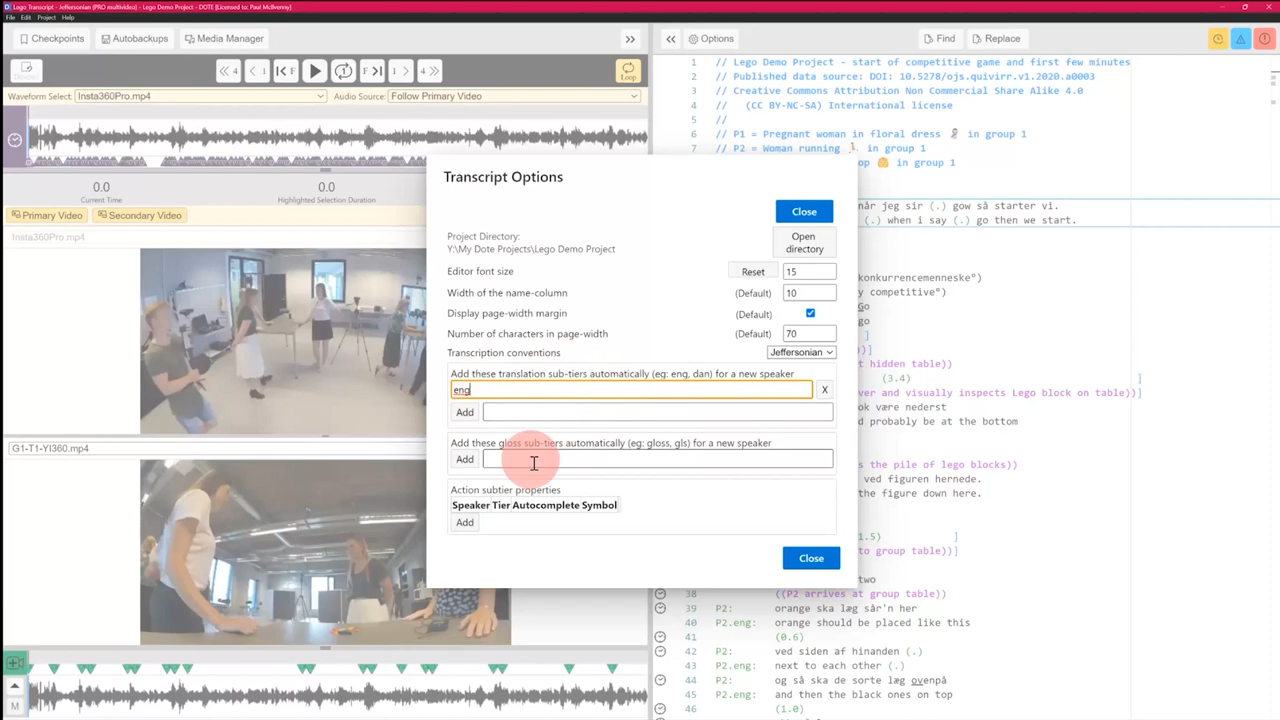 Lego Transcript - Jeffersonian (PRO multivideo) - Lego Demo Project - DOTE [Licensed to: Paul McIlvenny]
File Edit Project Help
Checkpoints Autobackups Media Manager
Options Find Replace
4 1 F 1 F 1 4
Loop
Waveform Select: Insta360Pro.mp4 Audio Source: Follow Primary Video
0.0 0.0
Current Time Highlighted Selection Duration
Primary Video Secondary Video
Insta360Pro.mp4
G1-T1-YI360.mp4
M
1 // Lego Demo Project - start of competitive game and first few minutes
2 // Published data source: DOI: 10.5278/ojs.quivirr.v1.2020.a0003
3 // Creative Commons Attribution Non Commercial Share Alike 4.0
4 // (CC BY-NC-SA) International license
5 //
6 // P1 = Pregnant woman in floral dress in group 1
7 // P2 = Woman running in group 1
op in group 1
når jeg sir (.) gow så starter vi.
(.) when i say (.) go then we start.
konkurrencemenneske°)
y competitive°)
Go
go
]
)]
t hidden table))
(3.4) ]
ver and visually inspects Lego block on table))]
ok være nederst
d probably be at the bottom
s the pile of lego blocks))
ved figuren hernede.
the figure down here.
1.5) ]
to group table))]
two
38 ((P2 arrives at group table))
39 P2: orange ska læg sår'n her
40 P2.eng: orange should be placed like this
41 (0.6)
42 P2: ved siden af hinanden (.)
43 P2.eng: next to each other (.)
44 P2: og så de sorte læg ovenpå
45 P2.eng: and then the black ones on top
46 (1.0)
Transcript Options
Close
Project Directory:
Y:\My Dote Projects\Lego Demo Project
Open directory
Editor font size Reset 15
Width of the name-column (Default) 10
Display page-width margin (Default)
Number of characters in page-width (Default) 70
Transcription conventions Jeffersonian
Add these translation sub-tiers automatically (eg: eng, dan) for a new speaker
eng X
Add
Add these gloss sub-tiers automatically (eg: gloss, gls) for a new speaker
Add
Action subtier properties
Speaker Tier Autocomplete Symbol
Add
Close